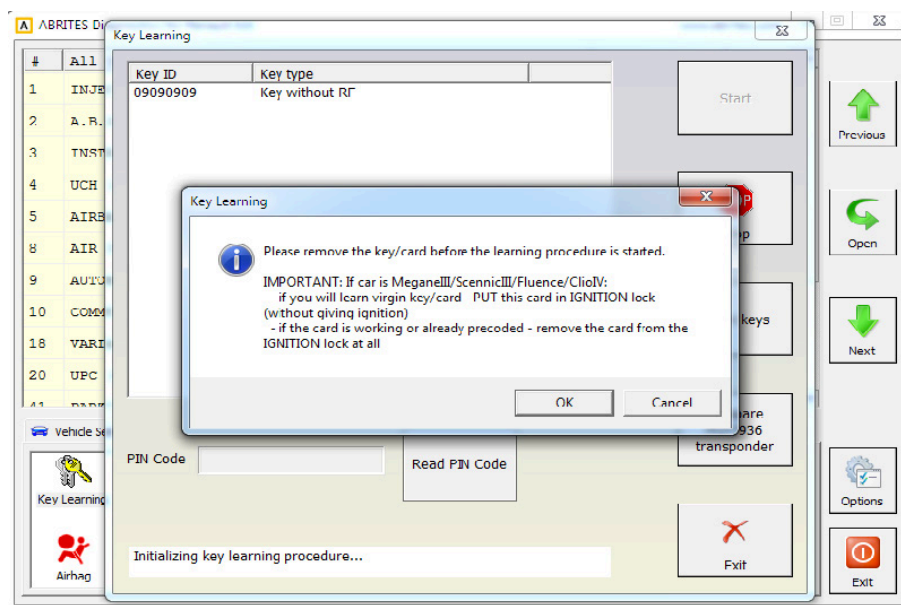 ABRITES Di
Key Learning
#
All
1
INJE
2
A.B.
3
INST
4
UCH
5
AIRB
8
AIR
9
AUTO
10
COMM
18
VARI
20
UPC
41
Vehicle Se
Key Learning
Airbag
Key ID
Key type
09090909
Key without RF
Start
Key Learning
Please remove the key/card before the learning procedure is started.
IMPORTANT: If car is MeganeIII/ScennicIII/Fluence/ClioIV:
if you will learn virgin key/card PUT this card in IGNITION lock
(without giving ignition)
- if the card is working or already precoded - remove the card from the
IGNITION lock at all
OK
Cancel
keys
936
transponder
PIN Code
Read PIN Code
Initializing key learning procedure...
Exit
Previous
Open
Next
Options
Exit